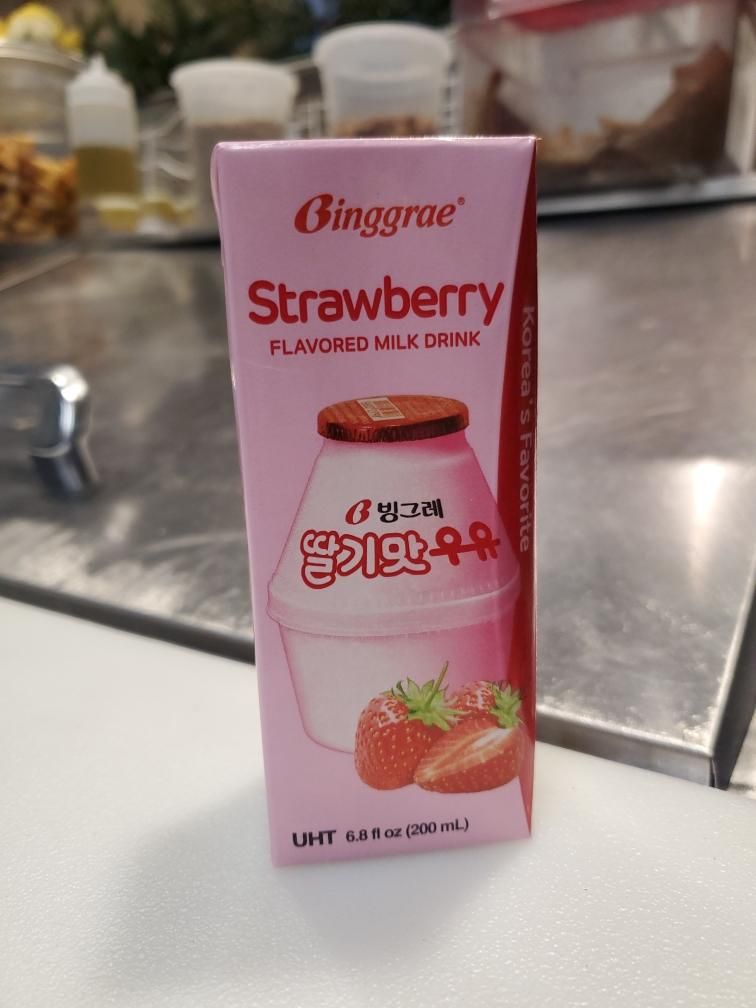 Binggrae®
Strawberry
FLAVORED MILK DRINK
B 빙그레
딸기맛우유
UHT 6.8 fl oz (200 mL)
Korea's Favorite